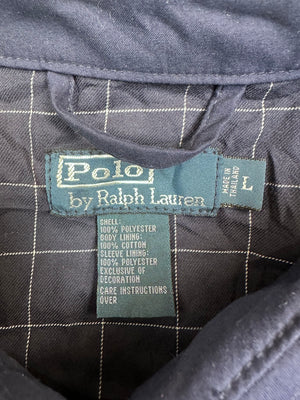 Polo
by Ralph Lauren
MADE IN
THAILAND
L
SHELL:
100% POLYESTER
BODY LINING:
100% COTTON
SLEEVE LINING:
100% POLYESTER
EXCLUSIVE OF
DECORATION
CARE INSTRUCTIONS
OVER